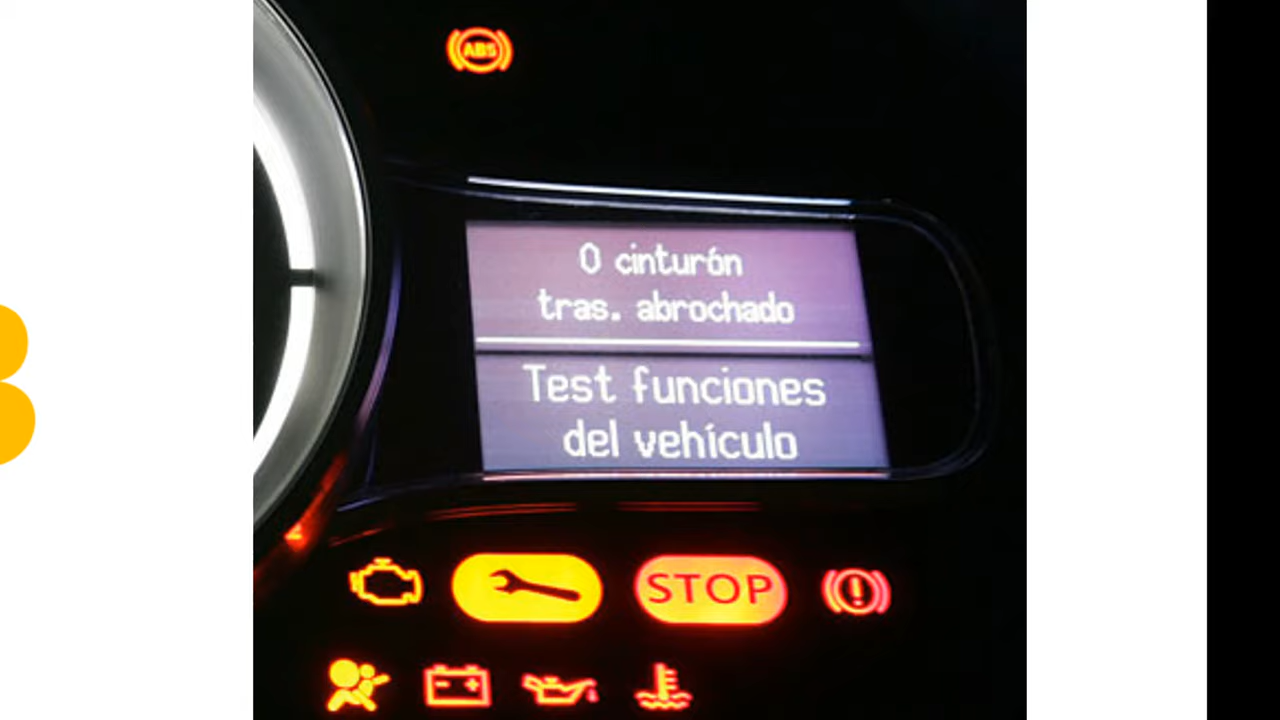 ABS
0 cinturón
tras. abrochado
Test funciones
del vehículo
STOP